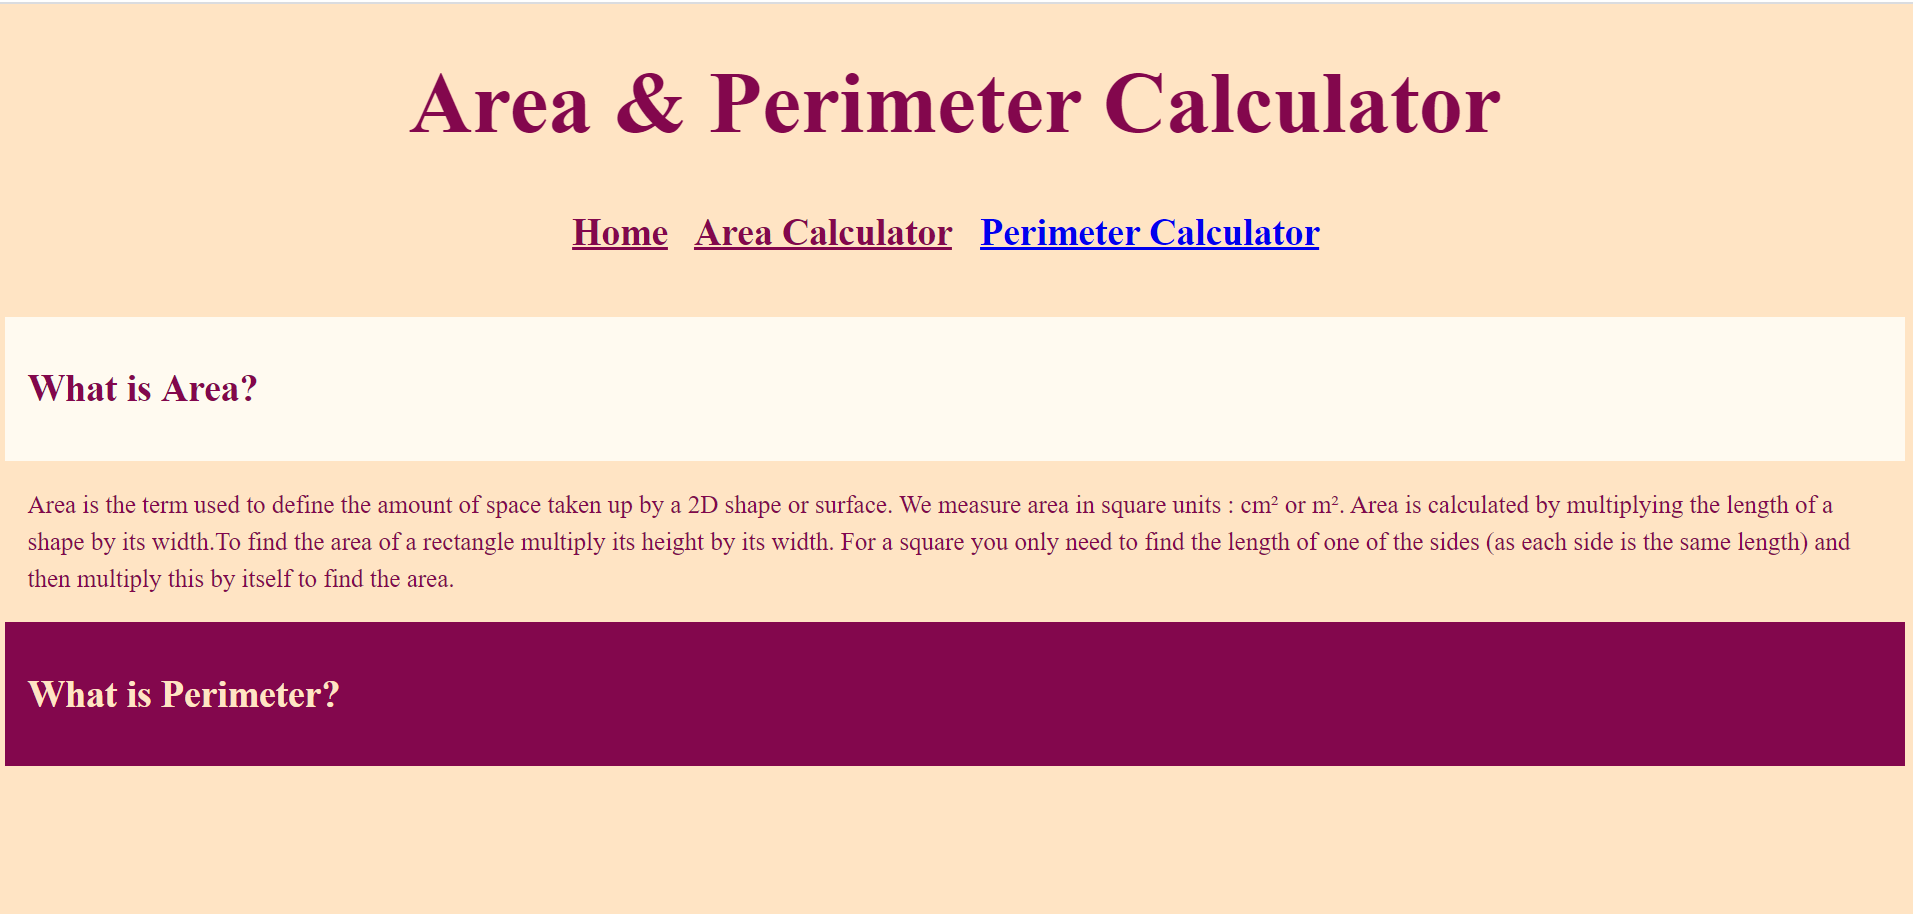 Area & Perimeter Calculator
Home Area Calculator Perimeter Calculator
What is Area?
Area is the term used to define the amount of space taken up by a 2D shape or surface. We measure area in square units : cm² or m². Area is calculated by multiplying the length of a
shape by its width.To find the area of a rectangle multiply its height by its width. For a square you only need to find the length of one of the sides (as each side is the same length) and
then multiply this by itself to find the area.
What is Perimeter?